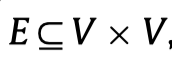 E ⊆ V × V,